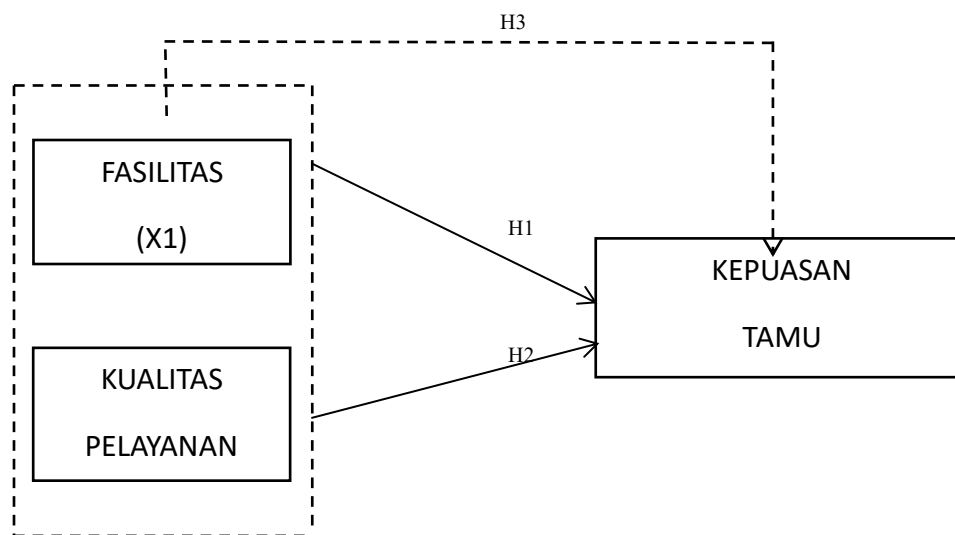 H3
FASILITAS
(X1)
H1
KEPUASAN
TAMU
H2
KUALITAS
PELAYANAN